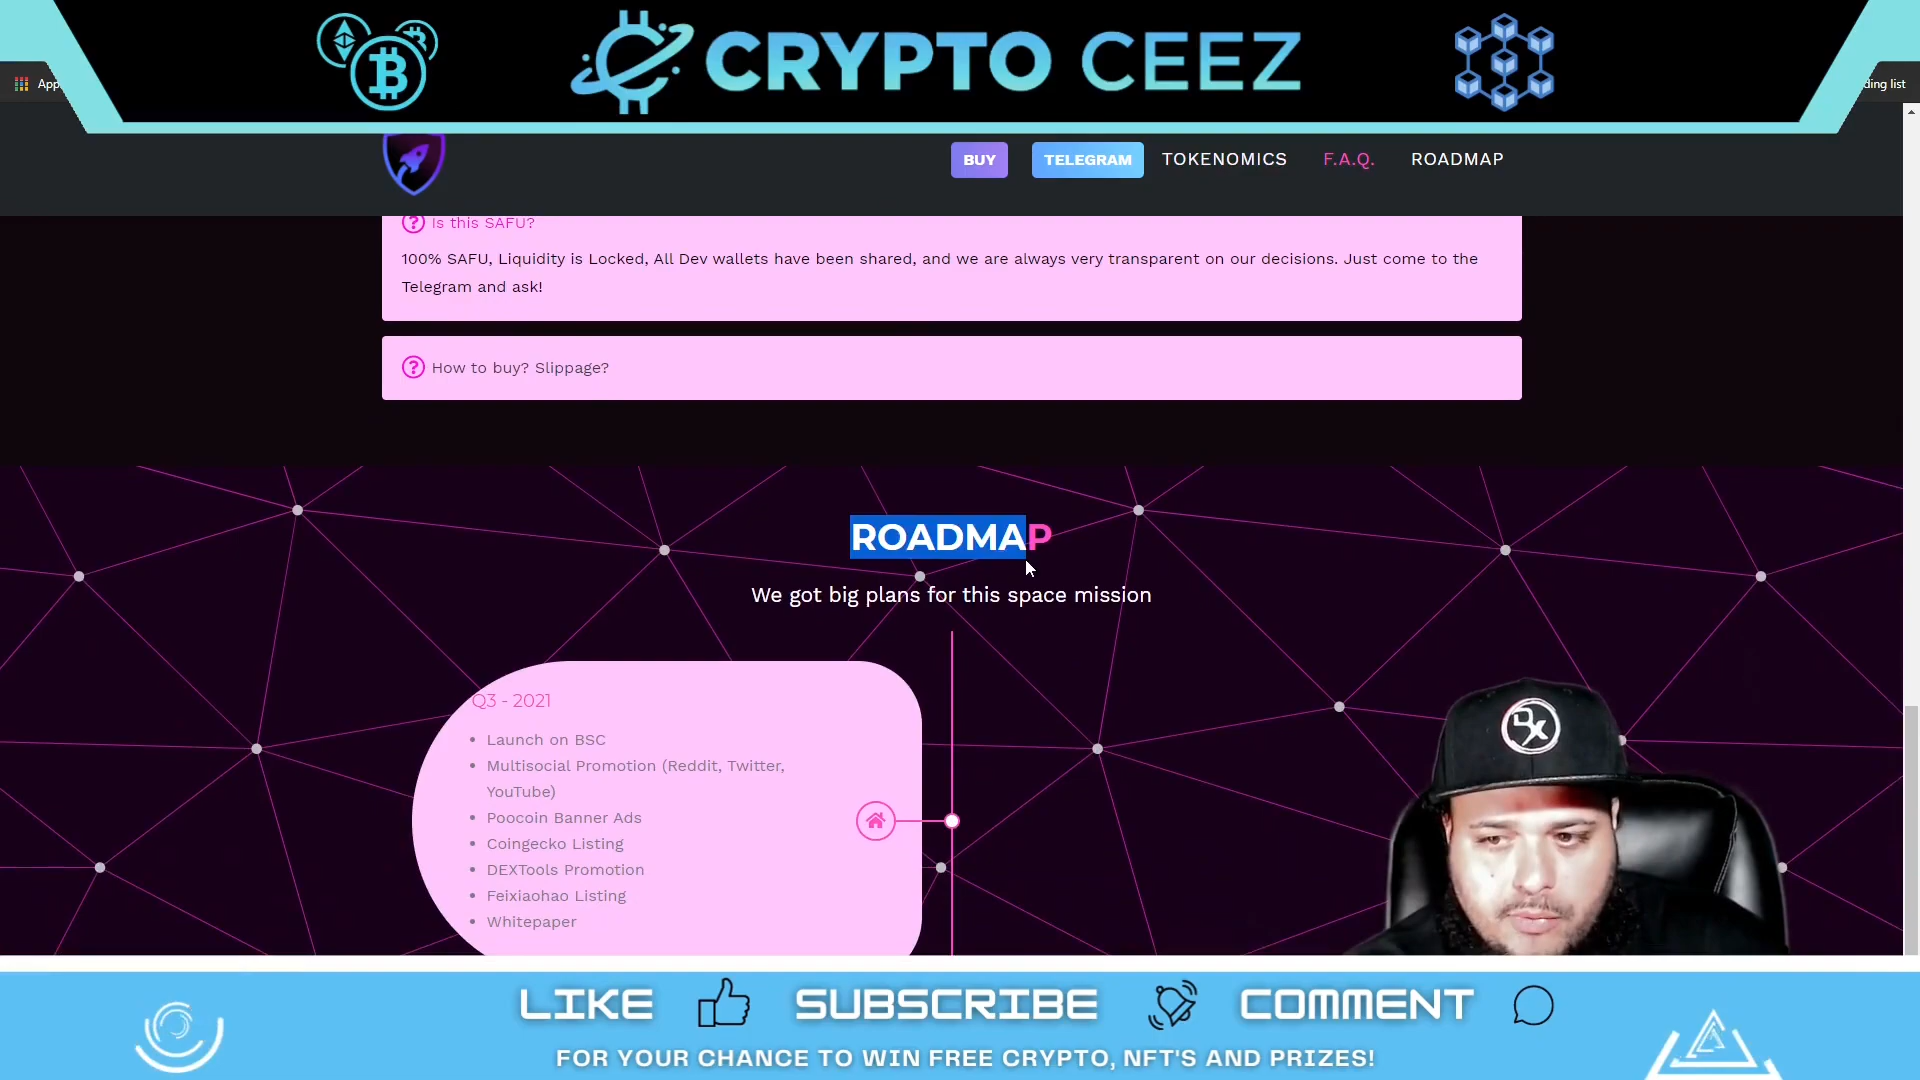 CRYPTO CEEZ
App
ding list
BUY TELEGRAM TOKENOMICS F.A.Q. ROADMAP
Is this SAFU?
100% SAFU, Liquidity is Locked, All Dev wallets have been shared, and we are always very transparent on our decisions. Just come to the
Telegram and ask!
How to buy? Slippage?
ROADMAP
We got big plans for this space mission
Q3 - 2021
Launch on BSC
Multisocial Promotion (Reddit, Twitter,
YouTube)
Poocoin Banner Ads
Coingecko Listing
DEXTools Promotion
Feixiaohao Listing
Whitepaper
LIKE SUBSCRIBE COMMENT
FOR YOUR CHANCE TO WIN FREE CRYPTO, NFT'S AND PRIZES!